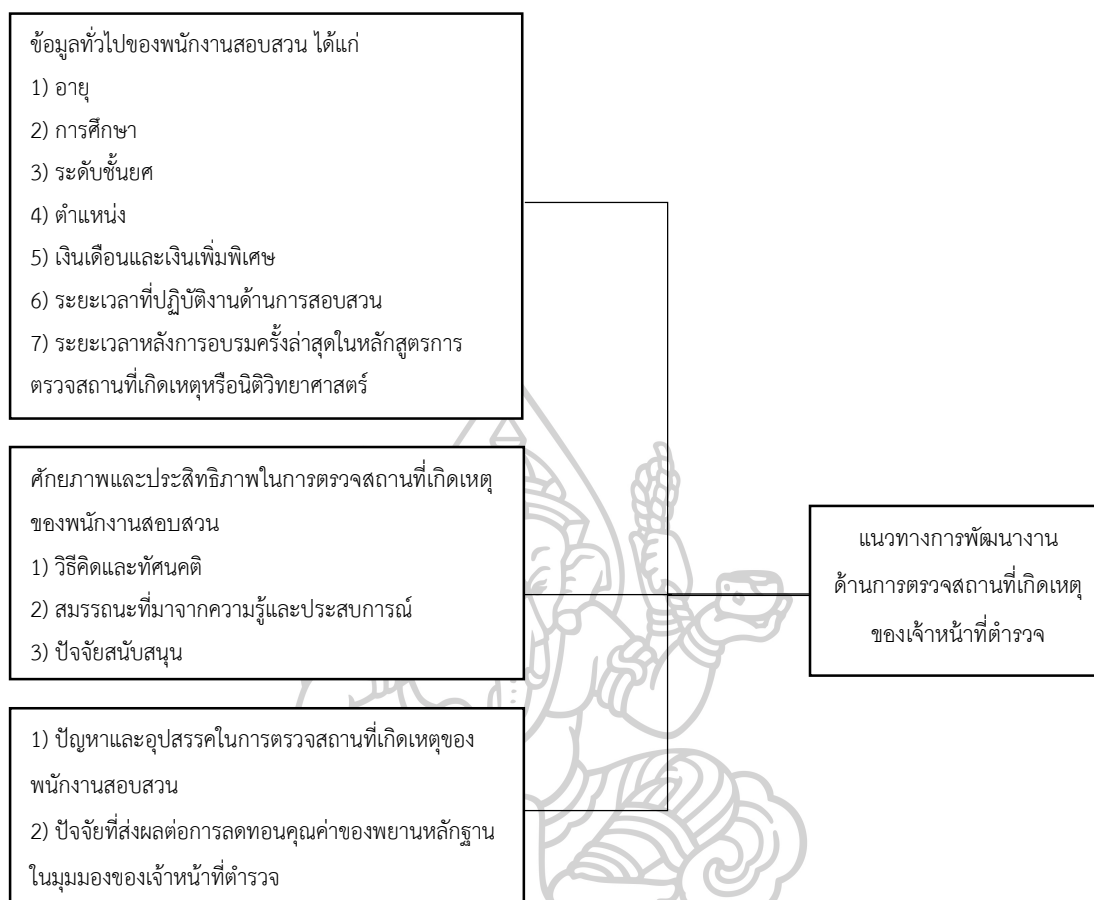 ข้อมูลทั่วไปของพนักงานสอบสวน ได้แก่
1) อายุ
2) การศึกษา
3) ระดับชั้นยศ
4) ตำแหน่ง
5) เงินเดือนและเงินเพิ่มพิเศษ
6) ระยะเวลาที่ปฏิบัติงานด้านการสอบสวน
7) ระยะเวลาหลังการอบรมครั้งล่าสุดในหลักสูตรการ
ตรวจสถานที่เกิดเหตุหรือนิติวิทยาศาสตร์
ศักยภาพและประสิทธิภาพในการตรวจสถานที่เกิดเหตุ
ของพนักงานสอบสวน
1) วิธีคิดและทัศนคติ
2) สมรรถนะที่มาจากความรู้และประสบการณ์
3) ปัจจัยสนับสนุน
1) ปัญหาและอุปสรรคในการตรวจสถานที่เกิดเหตุของ
พนักงานสอบสวน
2) ปัจจัยที่ส่งผลต่อการลดทอนคุณค่าของพยานหลักฐาน
ในมุมมองของเจ้าหน้าที่ตำรวจ
แนวทางการพัฒนางาน
ด้านการตรวจสถานที่เกิดเหตุ
ของเจ้าหน้าที่ตำรวจ